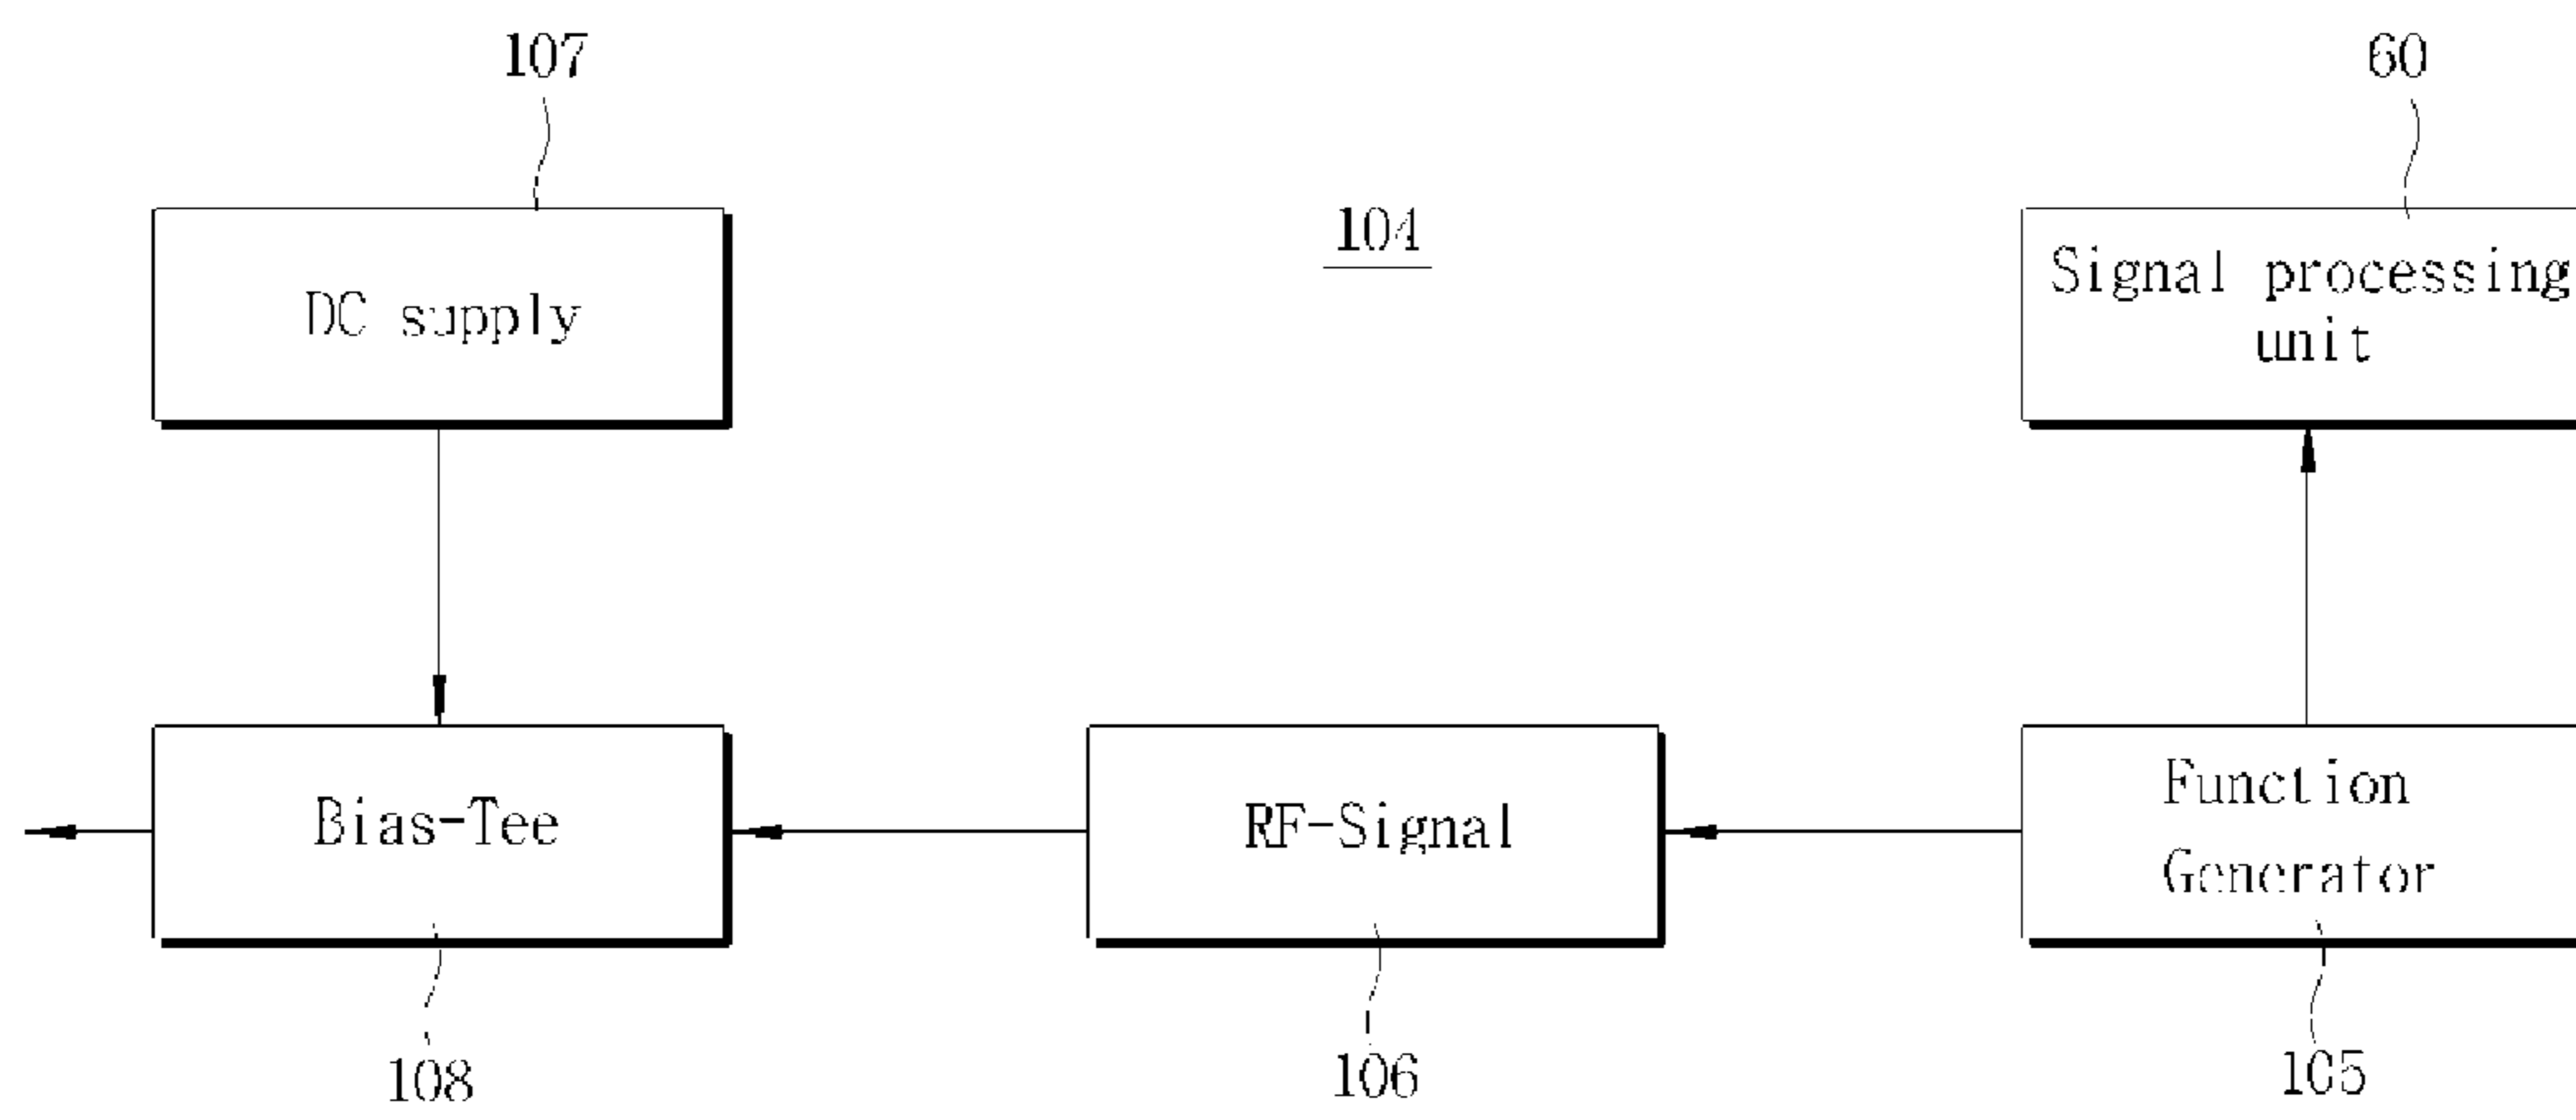 107
60
104
DC supply
Signal processing
unit
Bias-Tee
RF-Signal
Function
Generator
108
106
105